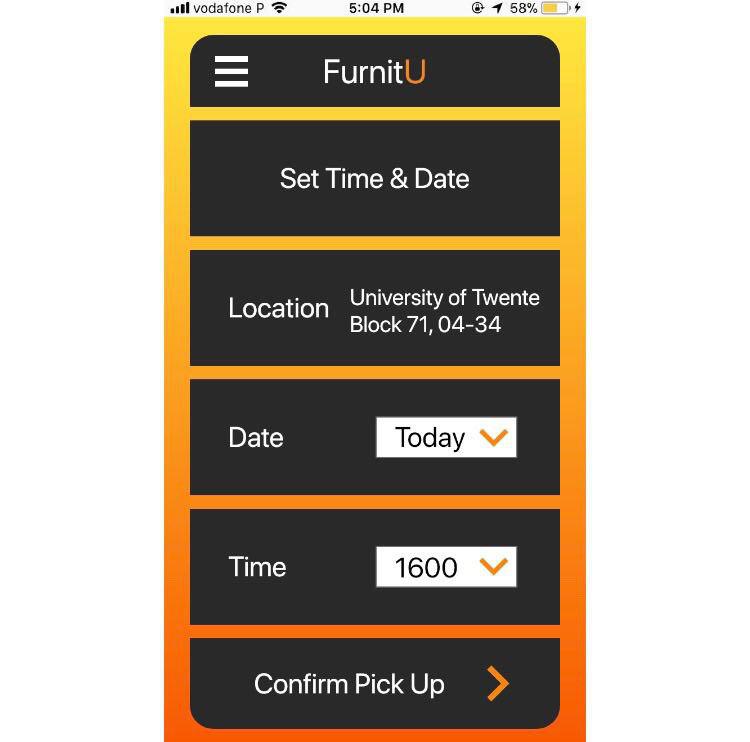 vodafone P 5:04 PM 58%
FurnitU
Set Time & Date
Location
University of Twente
Block 71, 04-34
Date
Today
Time
1600
Confirm Pick Up